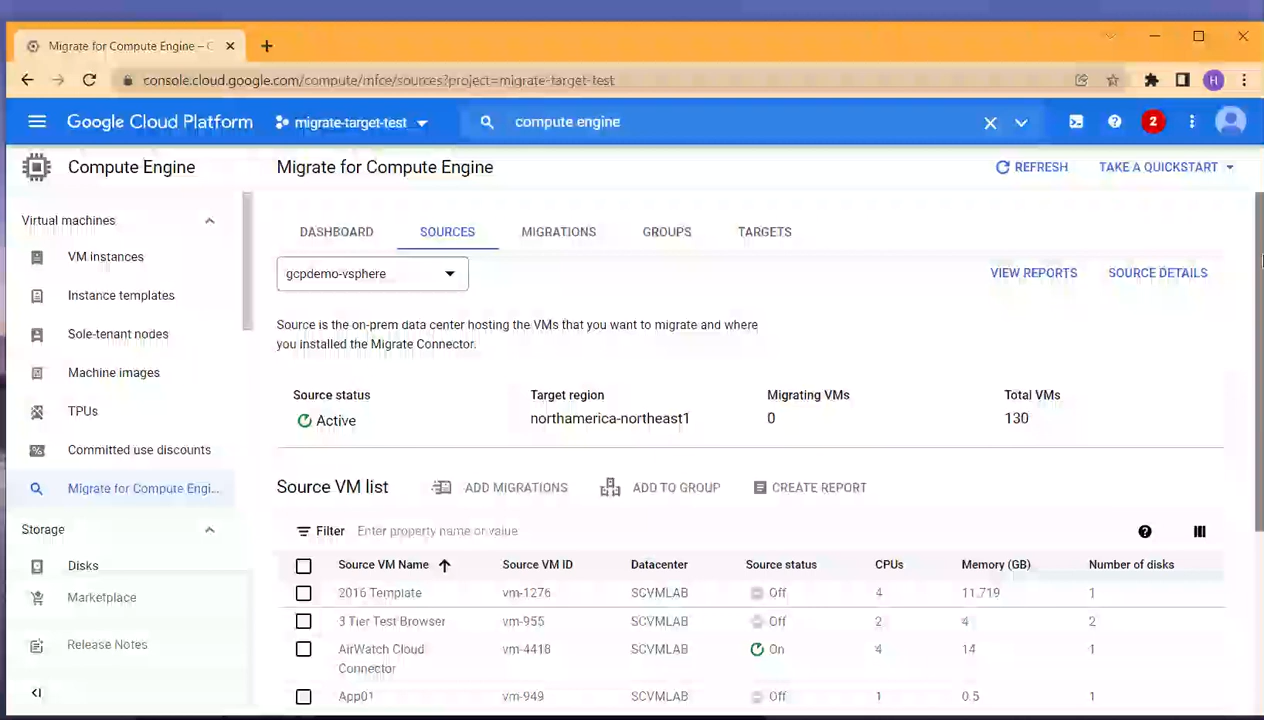 Migrate for Compute Engine – C
console.cloud.google.com/compute/mfce/sources?project=migrate-target-test
H
Google Cloud Platform
migrate-target-test
compute engine
2
Compute Engine
Migrate for Compute Engine
REFRESH
TAKE A QUICKSTART
Virtual machines
VM instances
Instance templates
Sole-tenant nodes
Machine images
TPUs
Committed use discounts
Migrate for Compute Engi...
Storage
Disks
Marketplace
Release Notes
DASHBOARD
SOURCES
MIGRATIONS
GROUPS
TARGETS
gcpdemo-vsphere
VIEW REPORTS
SOURCE DETAILS
Source is the on-prem data center hosting the VMs that you want to migrate and where
you installed the Migrate Connector.
Source status Target region Migrating VMs Total VMs
Active northamerica-northeast1 0 130
Source VM list
ADD MIGRATIONS
ADD TO GROUP
CREATE REPORT
Filter Enter property name or value
Source VM Name Source VM ID Datacenter Source status CPUs Memory (GB) Number of disks
2016 Template vm-1276 SCVMLAB Off 4 11.719 1
3 Tier Test Browser vm-955 SCVMLAB Off 2 4 2
AirWatch Cloud vm-4418 SCVMLAB On 4 14 1
Connector
App01 vm-949 SCVMLAB Off 1 0.5 1